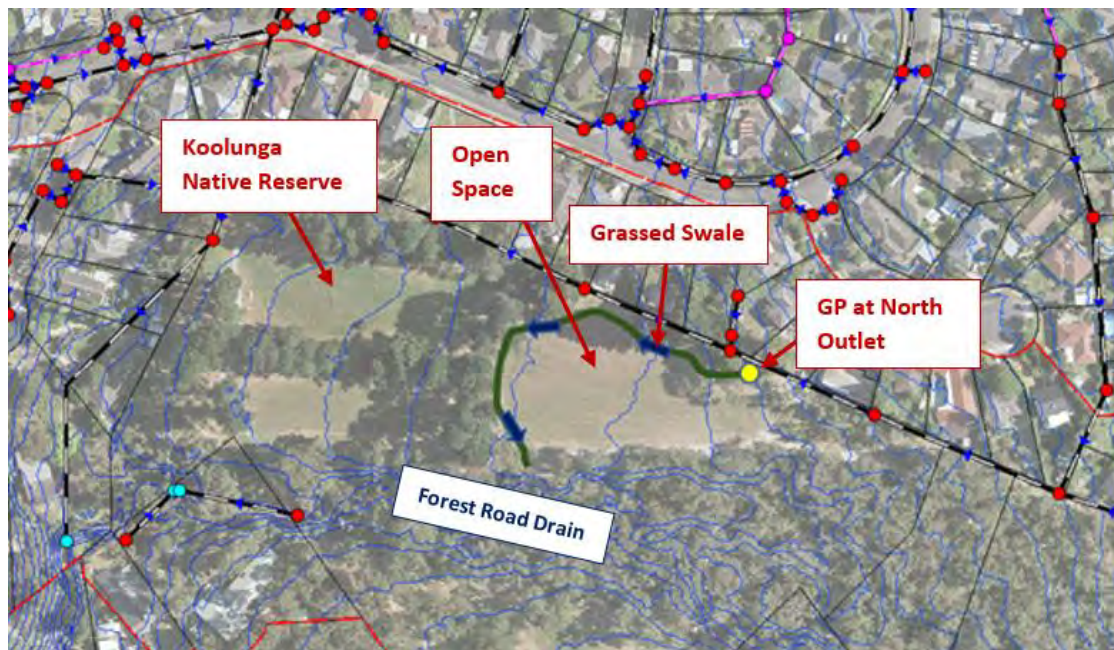 Koolunga
Native Reserve
Open
Space
Grassed Swale
GP at North
Outlet
Forest Road Drain